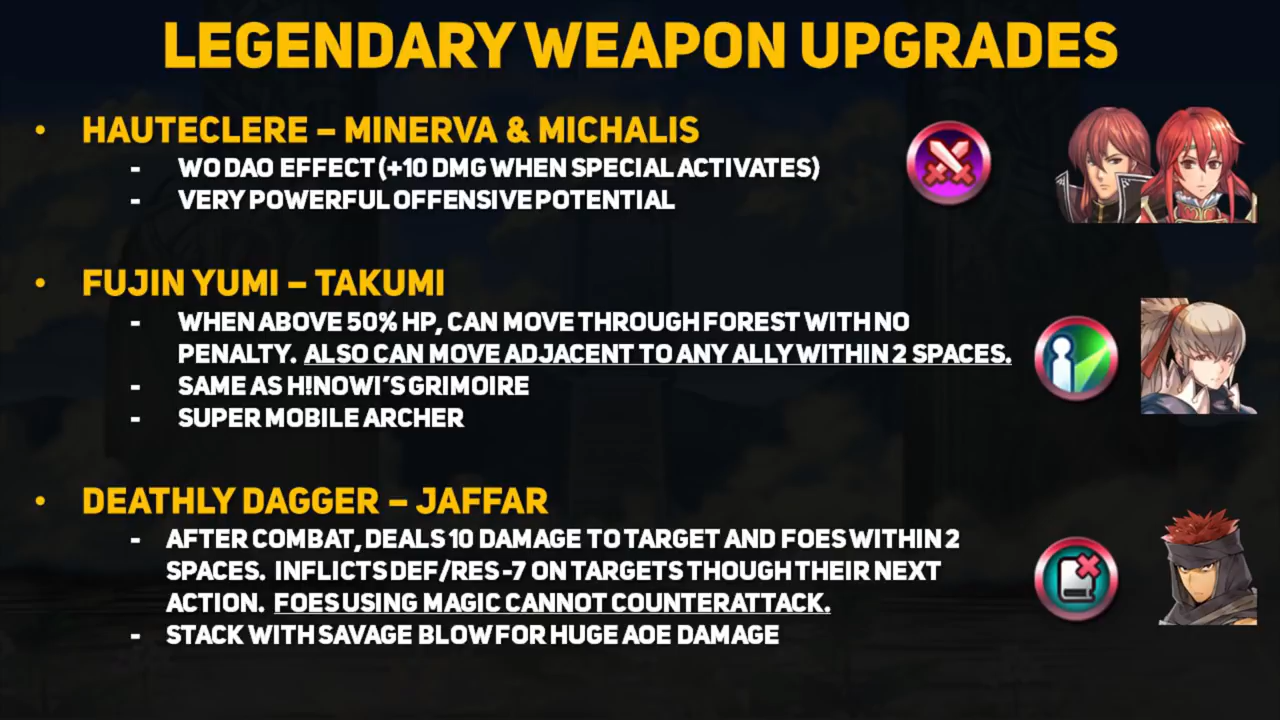 LEGENDARY WEAPON UPGRADES
• HAUTECLERE – MINERVA & MICHALIS
- WO DAO EFFECT (+10 DMG WHEN SPECIAL ACTIVATES)
- VERY POWERFUL OFFENSIVE POTENTIAL
• FUJIN YUMI – TAKUMI
- WHEN ABOVE 50% HP, CAN MOVE THROUGH FOREST WITH NO
PENALTY. ALSO CAN MOVE ADJACENT TO ANY ALLY WITHIN 2 SPACES.
- SAME AS H!NOWI'S GRIMOIRE
- SUPER MOBILE ARCHER
• DEATHLY DAGGER – JAFFAR
- AFTER COMBAT, DEALS 10 DAMAGE TO TARGET AND FOES WITHIN 2
SPACES. INFLICTS DEF/RES -7 ON TARGETS THOUGH THEIR NEXT
ACTION. FOES USING MAGIC CANNOT COUNTERATTACK.
- STACK WITH SAVAGE BLOW FOR HUGE AOE DAMAGE